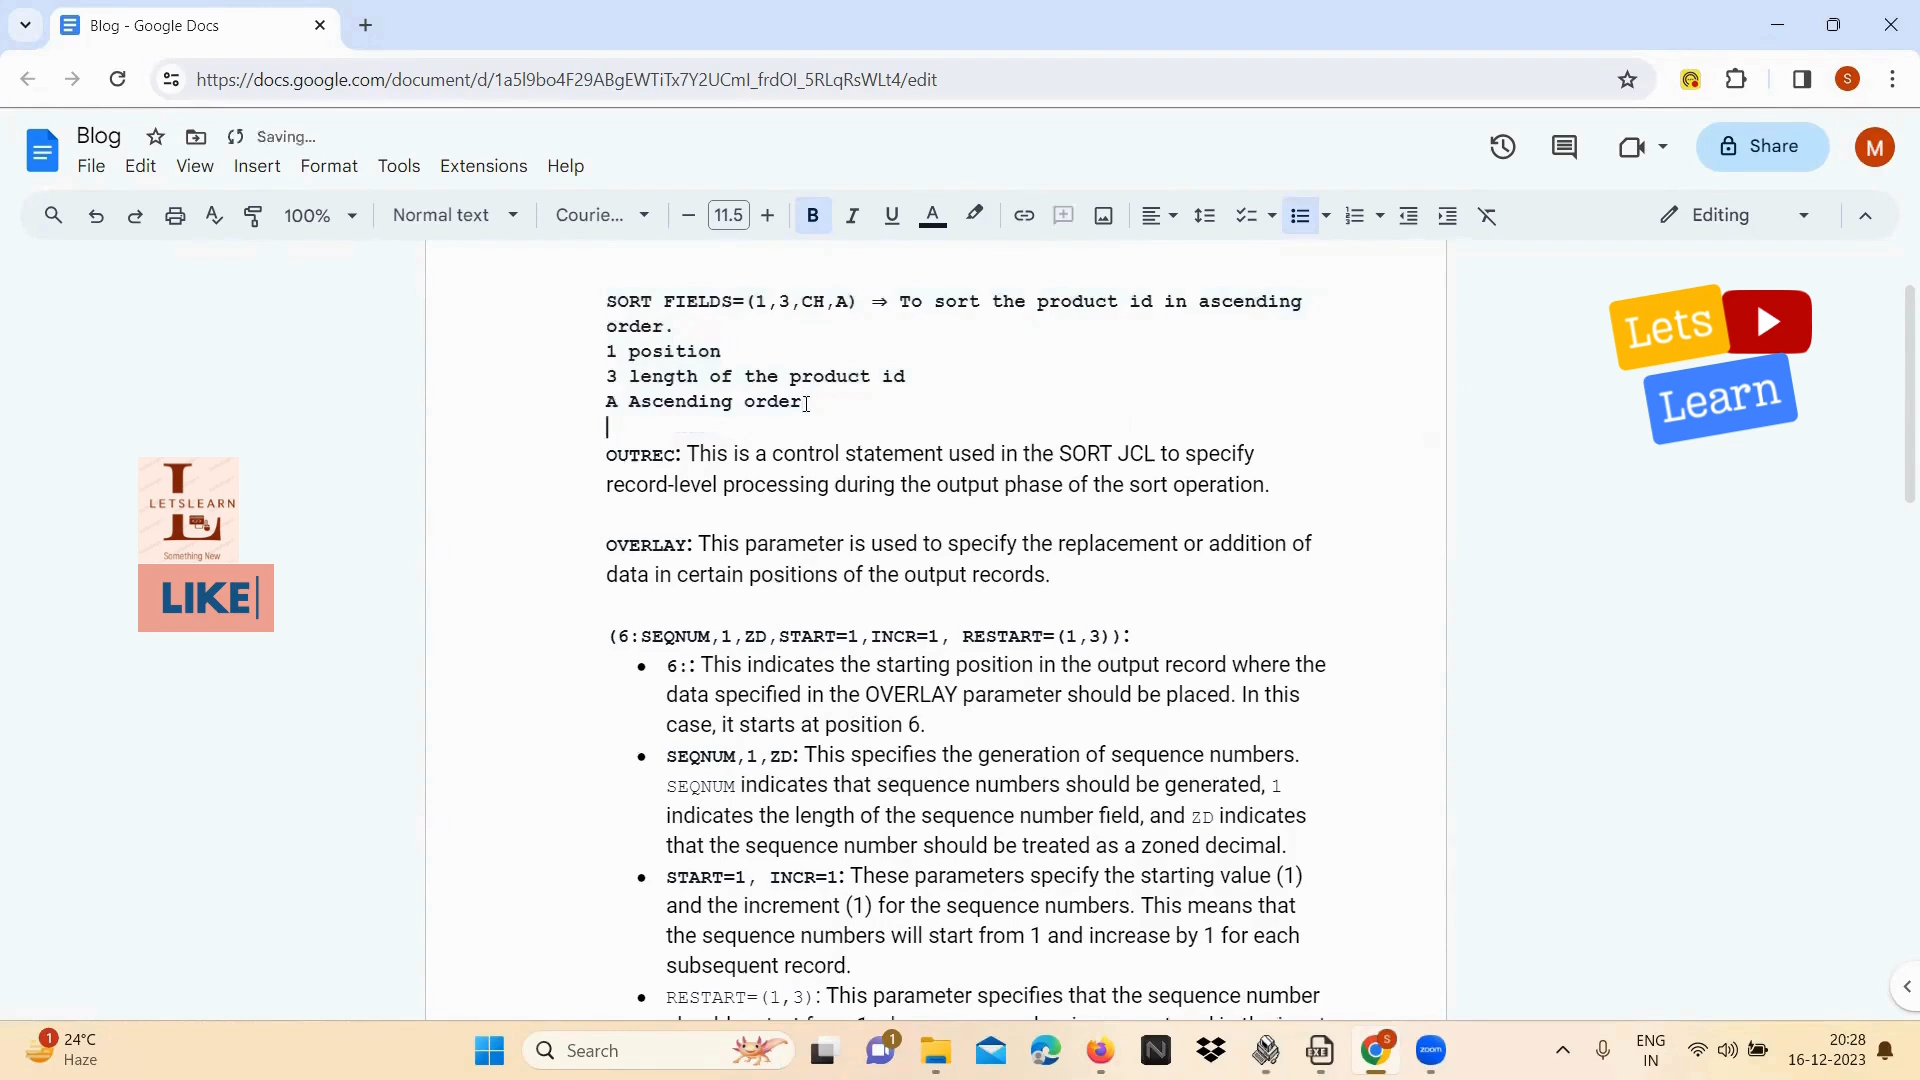 Blog - Google Docs
https://docs.google.com/document/d/1a5l9bo4F29ABgEWTiTx7Y2UCmI_frdOI_5RLqRsWLt4/edit
S
Blog
Saving...
File Edit View Insert Format Tools Extensions Help
Share
M
100%
Normal text
Courie...
11.5
B
I
U
A
Editing
SORT FIELDS=(1,3,CH,A) ⇒ To sort the product id in ascending
order.
1 position
3 length of the product id
A Ascending order
OUTREC: This is a control statement used in the SORT JCL to specify
record-level processing during the output phase of the sort operation.
OVERLAY: This parameter is used to specify the replacement or addition of
data in certain positions of the output records.
(6:SEQNUM,1,ZD,START=1,INCR=1, RESTART=(1,3)):
● 6:: This indicates the starting position in the output record where the
data specified in the OVERLAY parameter should be placed. In this
case, it starts at position 6.
● SEQNUM,1,ZD: This specifies the generation of sequence numbers.
SEQNUM indicates that sequence numbers should be generated, 1
indicates the length of the sequence number field, and ZD indicates
that the sequence number should be treated as a zoned decimal.
● START=1, INCR=1: These parameters specify the starting value (1)
and the increment (1) for the sequence numbers. This means that
the sequence numbers will start from 1 and increase by 1 for each
subsequent record.
● RESTART=(1,3): This parameter specifies that the sequence number
Lets
Learn
L
LETSLEARN
Something New
LIKE
1
24°C
Haze
Search
1
N
EXE
S
zoom
ENG
IN
20:28
16-12-2023